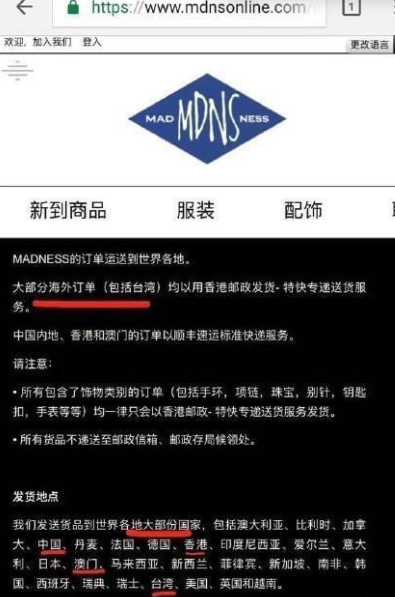 https://www.mdnsonline.com/
1
欢迎, 加入我们 登入
更改语言
MAD MDNS NESS
新到商品 服装 配饰
MADNESS的订单运送到世界各地。
大部分海外订单（包括台湾）均以用香港邮政发货- 特快专递送货服
务。
中国内地、香港和澳门的订单以顺丰速运标准快递服务。
请注意：
• 所有包含了饰物类别的订单（包括手环，项链，珠宝，别针，钥匙
扣，手表等等）均一律只会以香港邮政- 特快专递送货服务发货。
• 所有货品不递送至邮政信箱、邮政存局候领处。
发货地点
我们发送货品到世界各地大部份国家，包括澳大利亚、比利时、加拿
大、中国、丹麦、法国、德国、香港、印度尼西亚、爱尔兰、意大
利、日本、澳门、马来西亚、新西兰、菲律宾、新加坡、南非、韩
国、西班牙、瑞典、瑞士、台湾、美国、英国和越南。